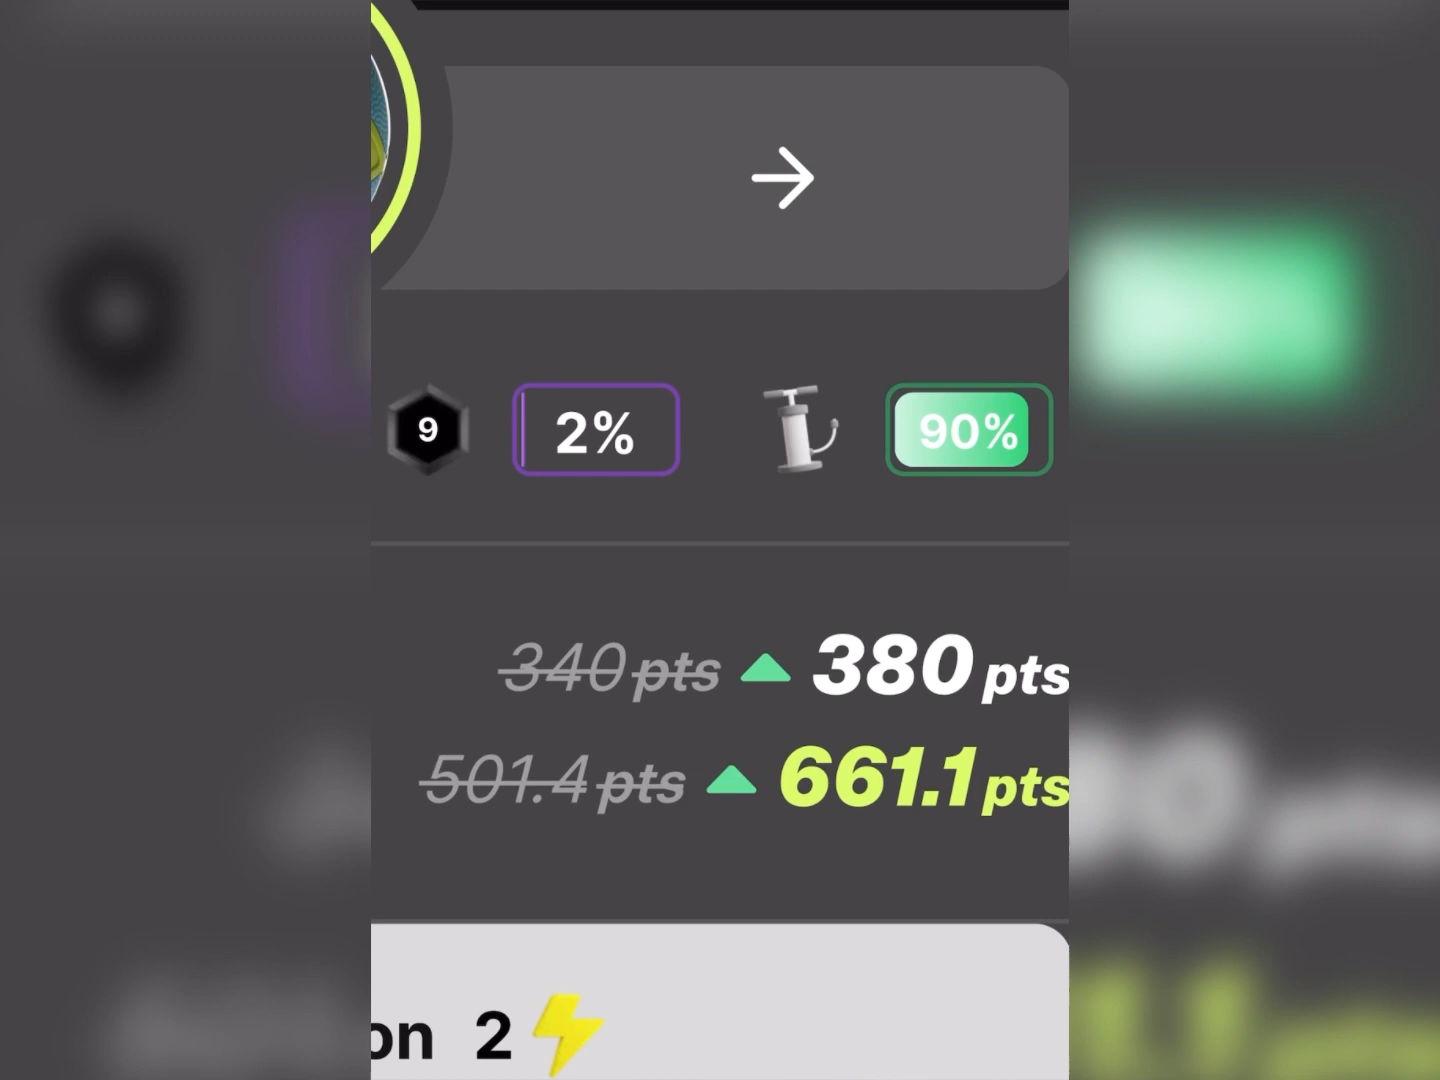 9 2% 90%
340 pts 380 pts
501.4 pts 661.1 pts
on 2